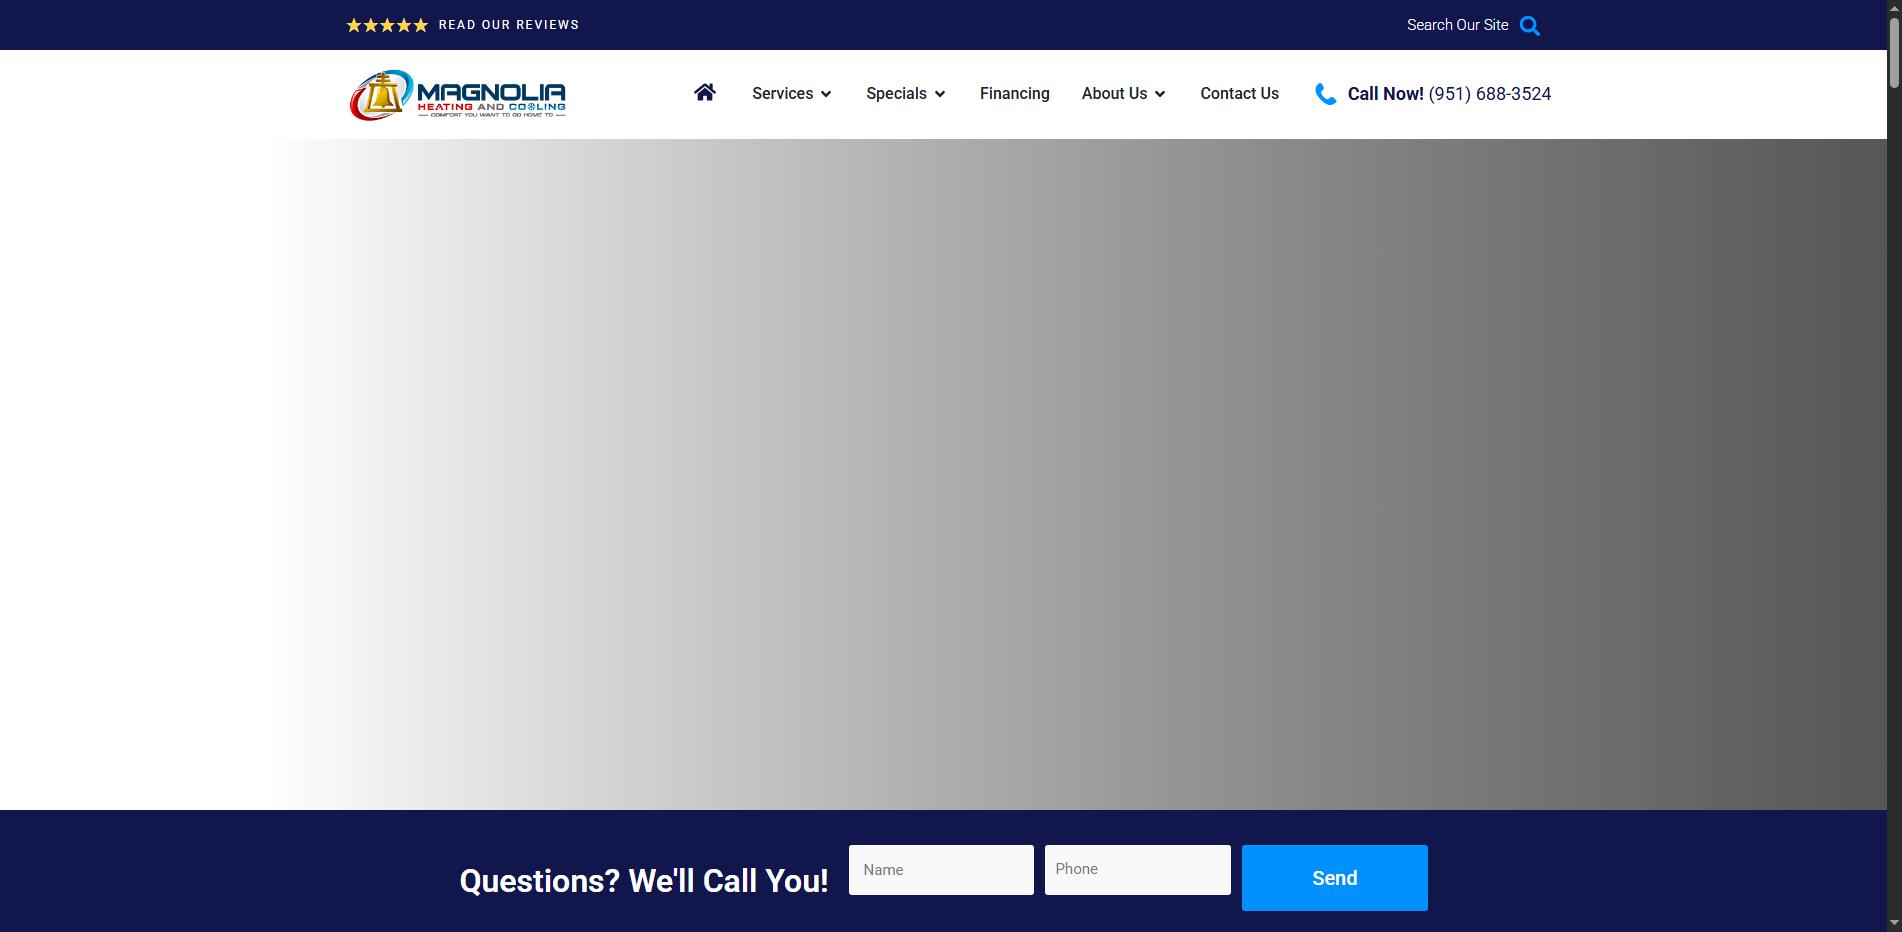 READ OUR REVIEWS
Search Our Site
MAGNOLIA
HEATING AND COOLING
COMFORT YOU WANT TO GO HOME TO
Services
Specials
Financing
About Us
Contact Us
Call Now! (951) 688-3524
Questions? We'll Call You!
Name
Phone
Send